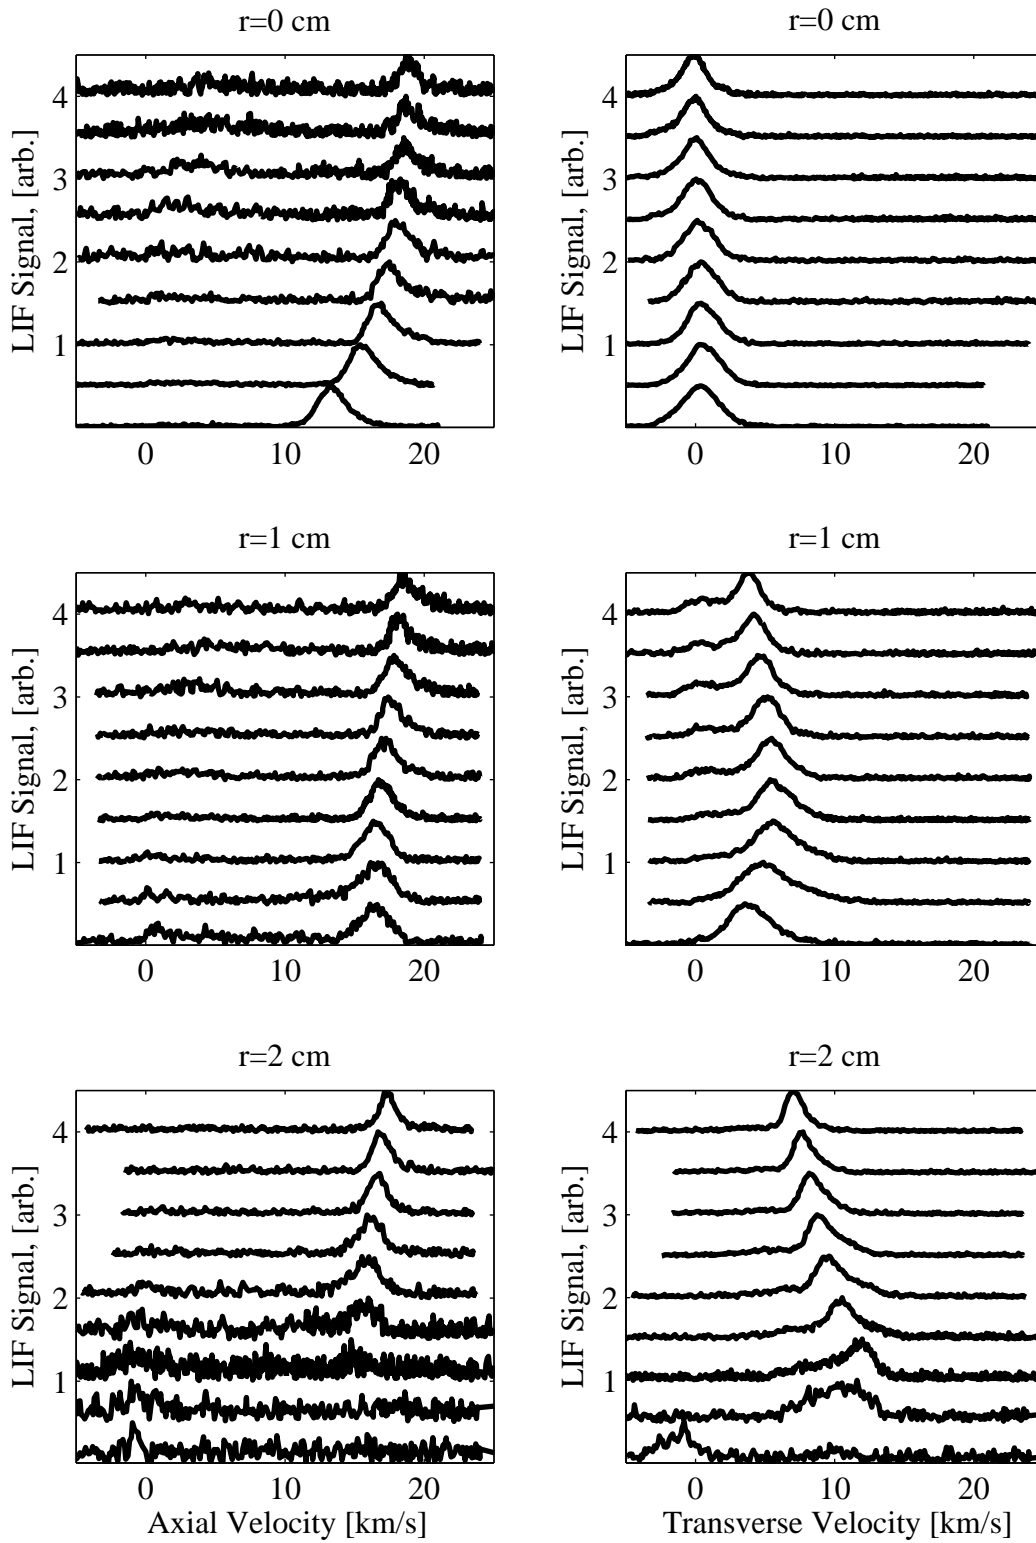 r=0 cm
LIF Signal, [arb.]
4
3
2
1
0 10 20
r=0 cm
LIF Signal, [arb.]
4
3
2
1
0 10 20
r=1 cm
LIF Signal, [arb.]
4
3
2
1
0 10 20
r=1 cm
LIF Signal, [arb.]
4
3
2
1
0 10 20
r=2 cm
LIF Signal, [arb.]
4
3
2
1
0 10 20
Axial Velocity [km/s]
r=2 cm
LIF Signal, [arb.]
4
3
2
1
0 10 20
Transverse Velocity [km/s]